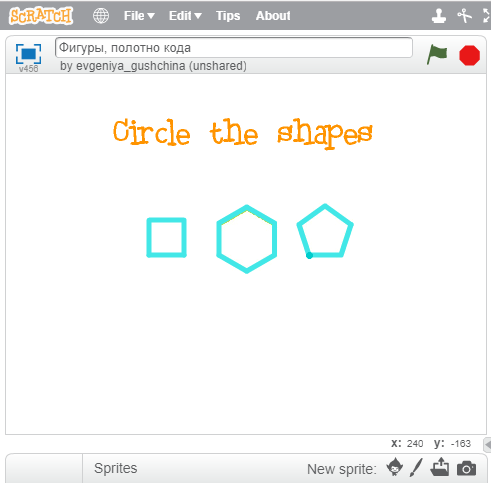 SCRATCH File Edit Tips About
v456 Фигуры, полотно кода
by evgeniya_gushchina (unshared)
Circle the shapes
x: 240 y: -163
Sprites New sprite: